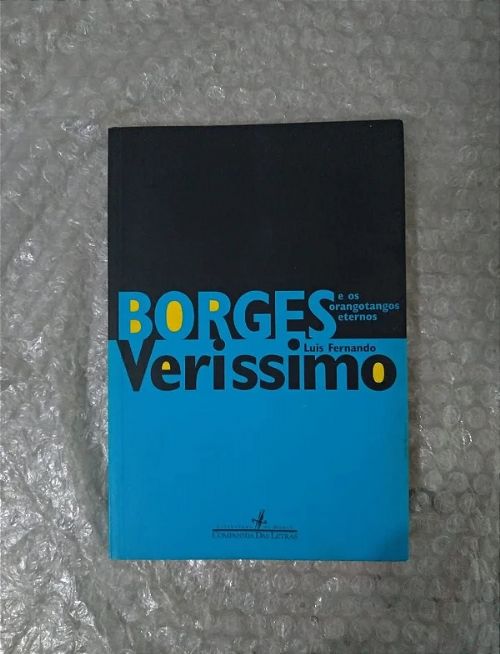 BORGES
e os
orangotangos
eternos
Luis Fernando
Verissimo
COMPANHIA DAS LETRAS